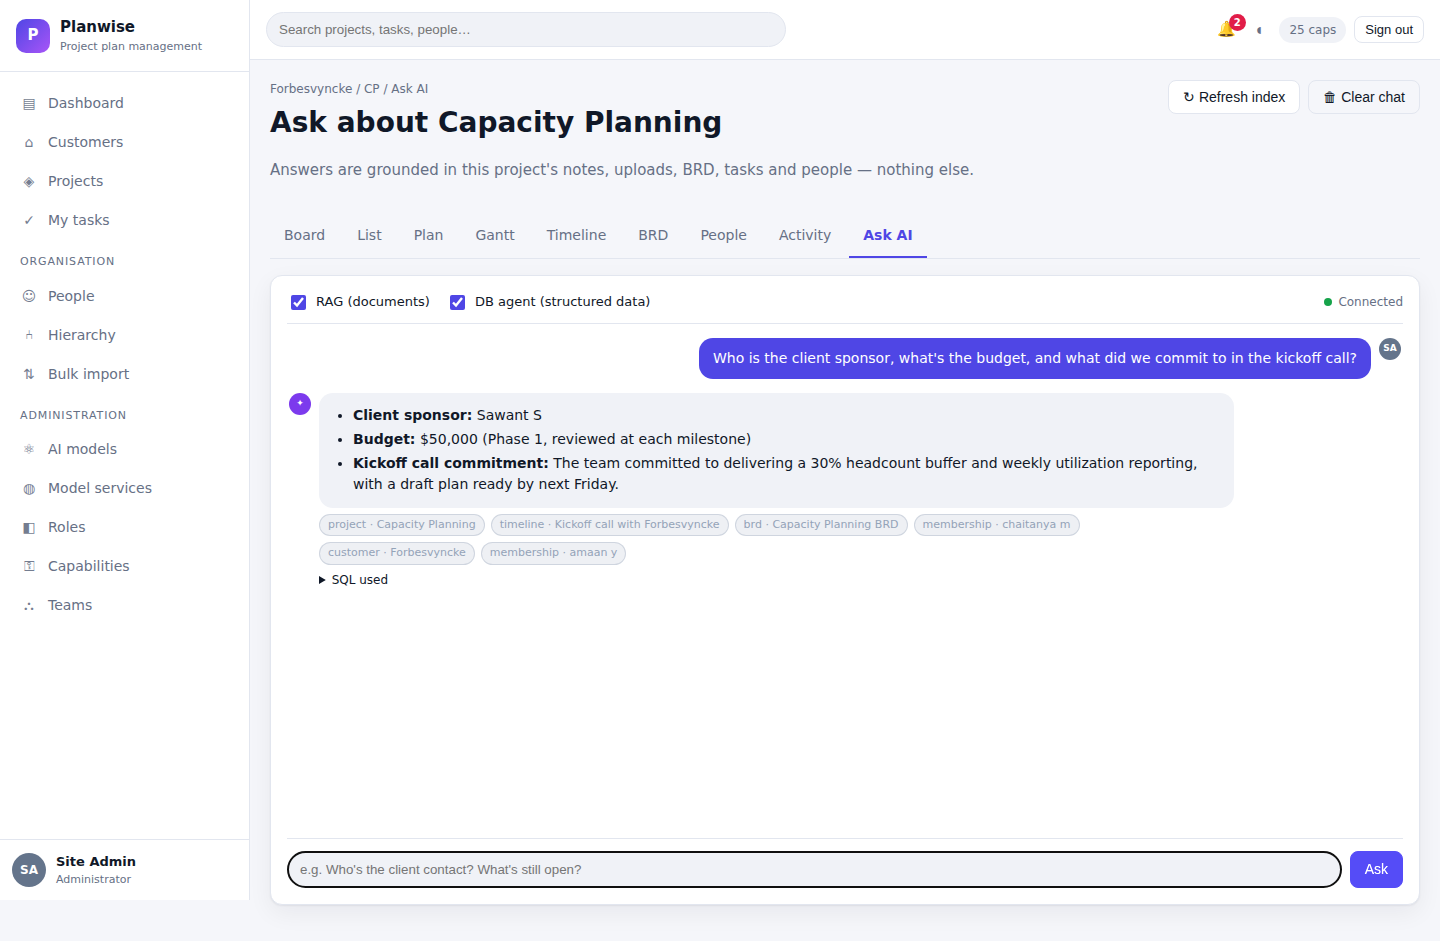 P
Planwise
Project plan management
Dashboard
Customers
Projects
My tasks
ORGANISATION
People
Hierarchy
Bulk import
ADMINISTRATION
AI models
Model services
Roles
Capabilities
Teams
SA
Site Admin
Administrator
Search projects, tasks, people…
2
25 caps
Sign out
Forbesvyncke / CP / Ask AI
Ask about Capacity Planning
Answers are grounded in this project's notes, uploads, BRD, tasks and people — nothing else.
↻ Refresh index
Clear chat
Board List Plan Gantt Timeline BRD People Activity Ask AI
RAG (documents) DB agent (structured data)
Connected
Who is the client sponsor, what's the budget, and what did we commit to in the kickoff call?
SA
• Client sponsor: Sawant S
• Budget: $50,000 (Phase 1, reviewed at each milestone)
• Kickoff call commitment: The team committed to delivering a 30% headcount buffer and weekly utilization reporting,
with a draft plan ready by next Friday.
project · Capacity Planning timeline · Kickoff call with Forbesvyncke brd · Capacity Planning BRD membership · chaitanya m
customer · Forbesvyncke membership · amaan y
SQL used
e.g. Who's the client contact? What's still open?
Ask